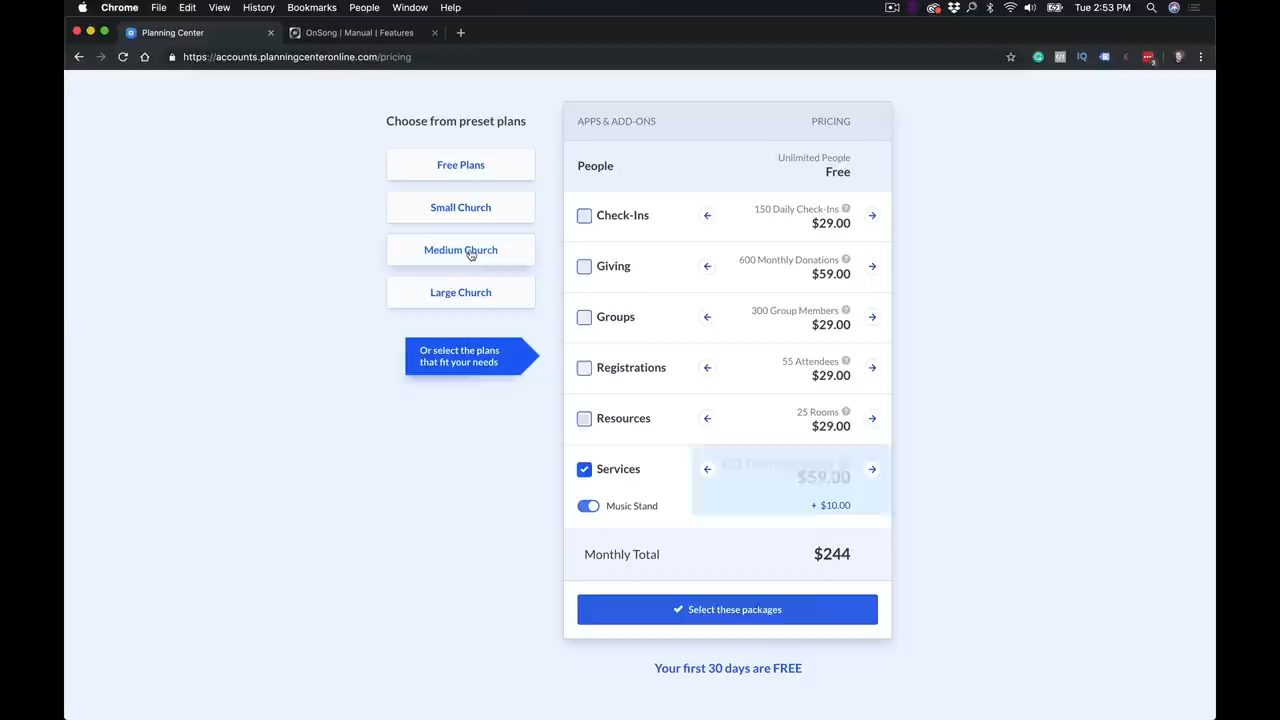 Chrome File Edit View History Bookmarks People Window Help Tue 2:53 PM
Planning Center OnSong | Manual | Features
https://accounts.planningcenteronline.com/pricing
Choose from preset plans
Free Plans
Small Church
Medium Church
Large Church
Or select the plans
that fit your needs
APPS & ADD-ONS PRICING
People Unlimited People
Free
Check-Ins 150 Daily Check-Ins
$29.00
Giving 600 Monthly Donations
$59.00
Groups 300 Group Members
$29.00
Registrations 55 Attendees
$29.00
Resources 25 Rooms
$29.00
Services $59.00
Music Stand + $10.00
Monthly Total $244
Select these packages
Your first 30 days are FREE